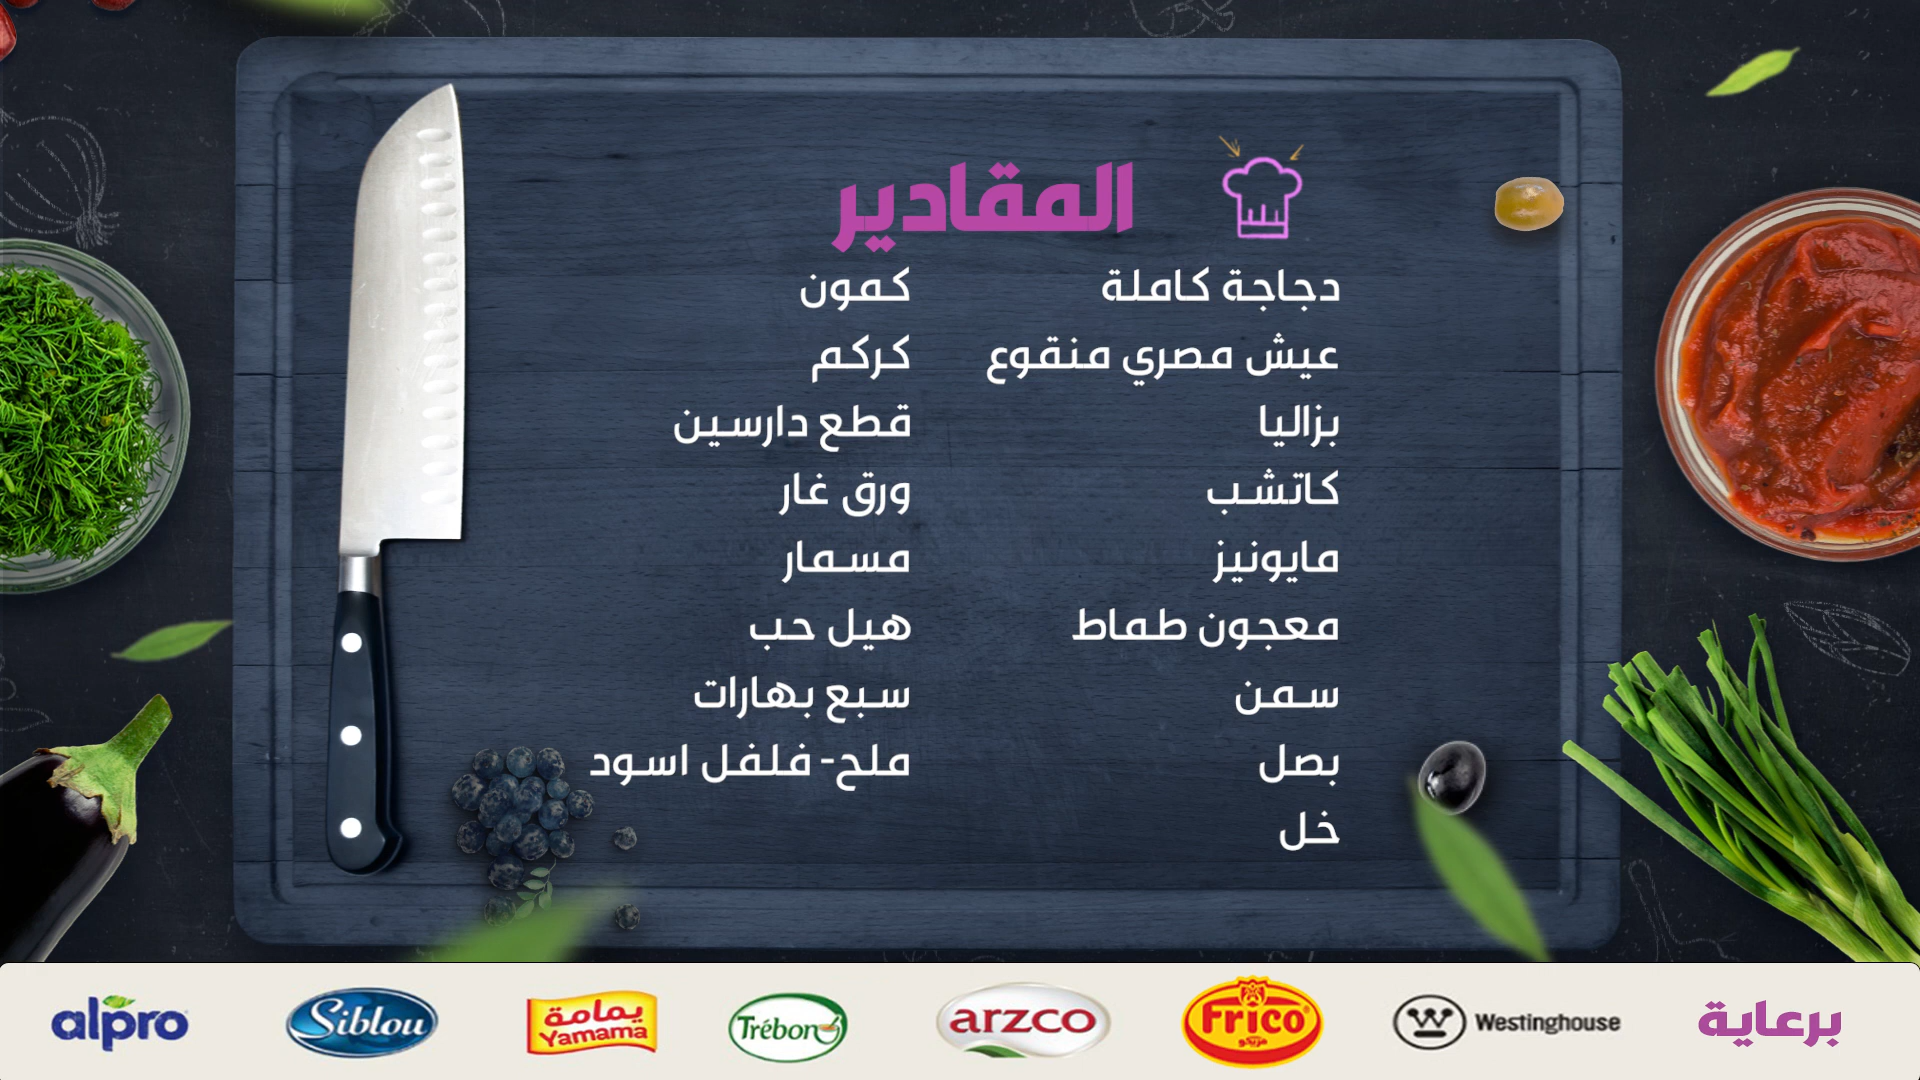 المقادير
دجاجة كاملة
عيش مصري منقوع
بزاليا
كاتشب
مايونيز
معجون طماط
سمن
بصل
خل
كمون
كركم
قطع دارسين
ورق غار
مسمار
هيل حب
سبع بهارات
ملح- فلفل اسود
برعاية
Westinghouse
Frico
فريكو
arzco
Trébon
يمامة
Yamama
Siblou
alpro